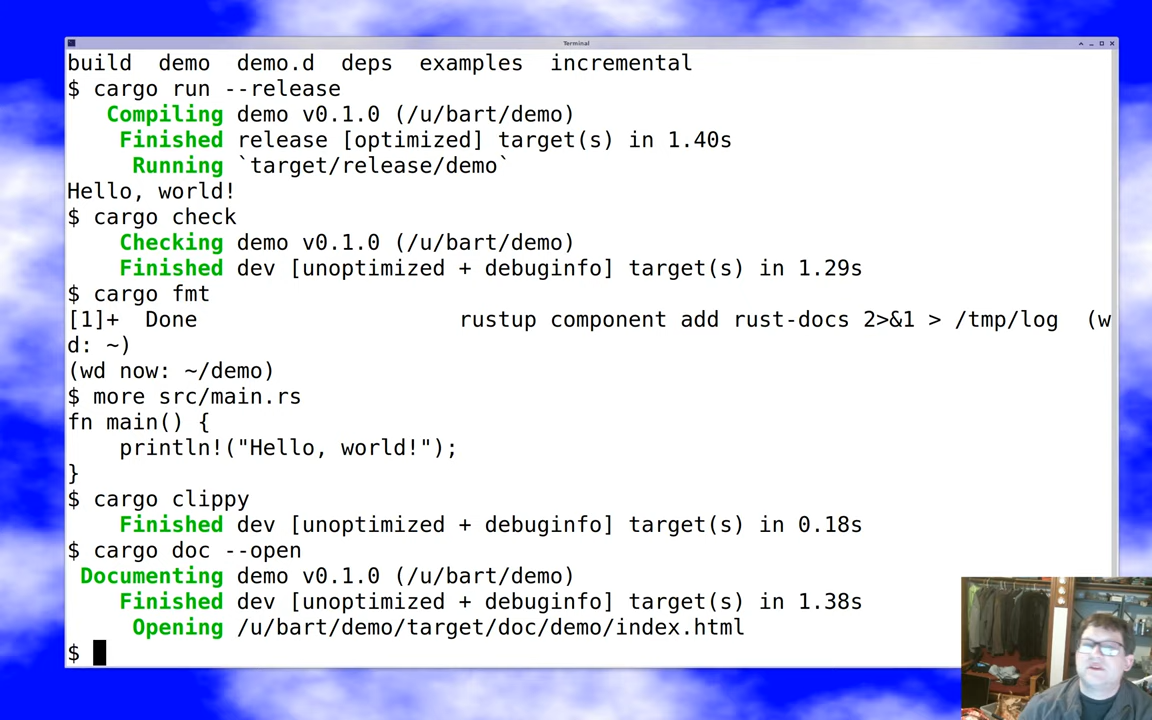 Terminal
build  demo  demo.d  deps  examples  incremental
$ cargo run --release
   Compiling demo v0.1.0 (/u/bart/demo)
    Finished release [optimized] target(s) in 1.40s
     Running `target/release/demo`
Hello, world!
$ cargo check
    Checking demo v0.1.0 (/u/bart/demo)
    Finished dev [unoptimized + debuginfo] target(s) in 1.29s
$ cargo fmt
[1]+  Done                    rustup component add rust-docs 2>&1 > /tmp/log  (w
d: ~)
(wd now: ~/demo)
$ more src/main.rs
fn main() {
    println!("Hello, world!");
}
$ cargo clippy
    Finished dev [unoptimized + debuginfo] target(s) in 0.18s
$ cargo doc --open
 Documenting demo v0.1.0 (/u/bart/demo)
    Finished dev [unoptimized + debuginfo] target(s) in 1.38s
     Opening /u/bart/demo/target/doc/demo/index.html
$